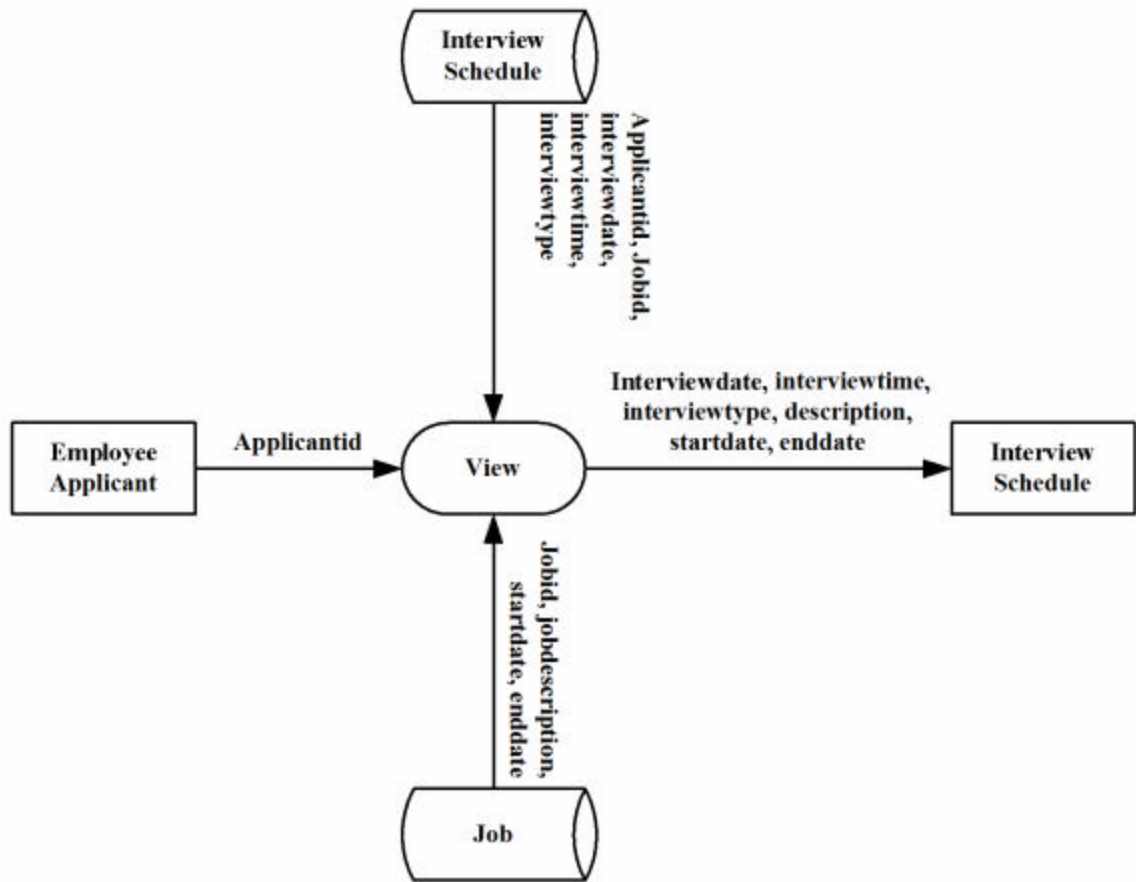 Interview
Schedule
Applicantid, Jobid,
interviewdate,
interviewtime,
interviewtype
Interviewdate, interviewtime,
interviewtype, description,
startdate, enddate
Employee
Applicant
Applicantid
View
Interview
Schedule
Jobid, jobdescription,
startdate, enddate
Job